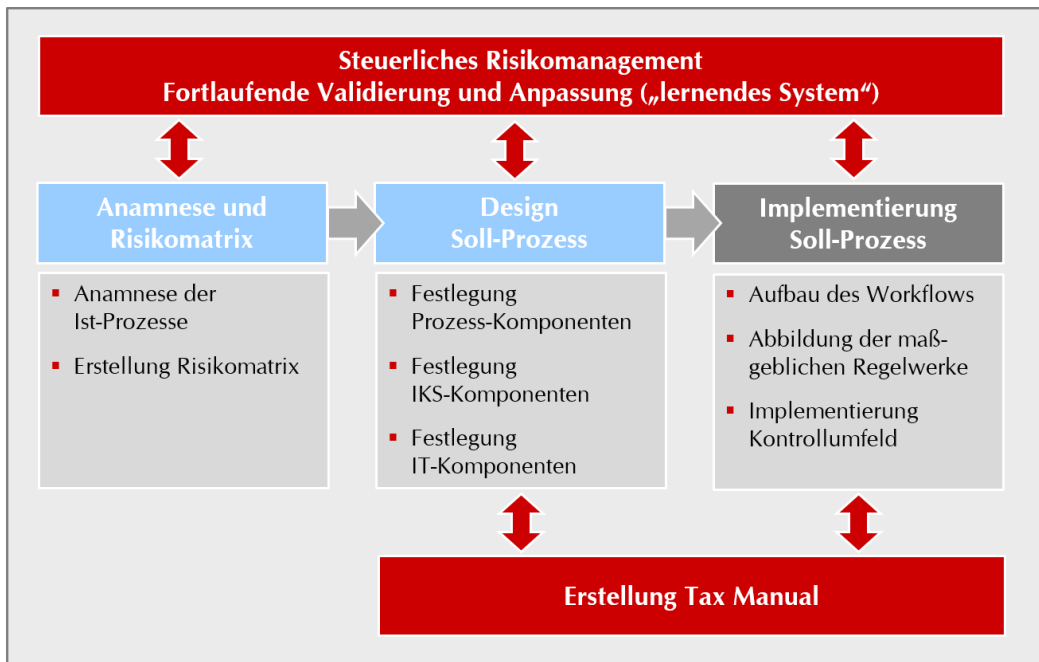 Steuerliches Risikomanagement
Fortlaufende Validierung und Anpassung („lernendes System“)
Anamnese und
Risikomatrix
Design
Soll-Prozess
Implementierung
Soll-Prozess
▪ Anamnese der
Ist-Prozesse
▪ Erstellung Risikomatrix
▪ Festlegung
Prozess-Komponenten
▪ Festlegung
IKS-Komponenten
▪ Festlegung
IT-Komponenten
▪ Aufbau des Workflows
▪ Abbildung der maß-
geblichen Regelwerke
▪ Implementierung
Kontrollumfeld
Erstellung Tax Manual